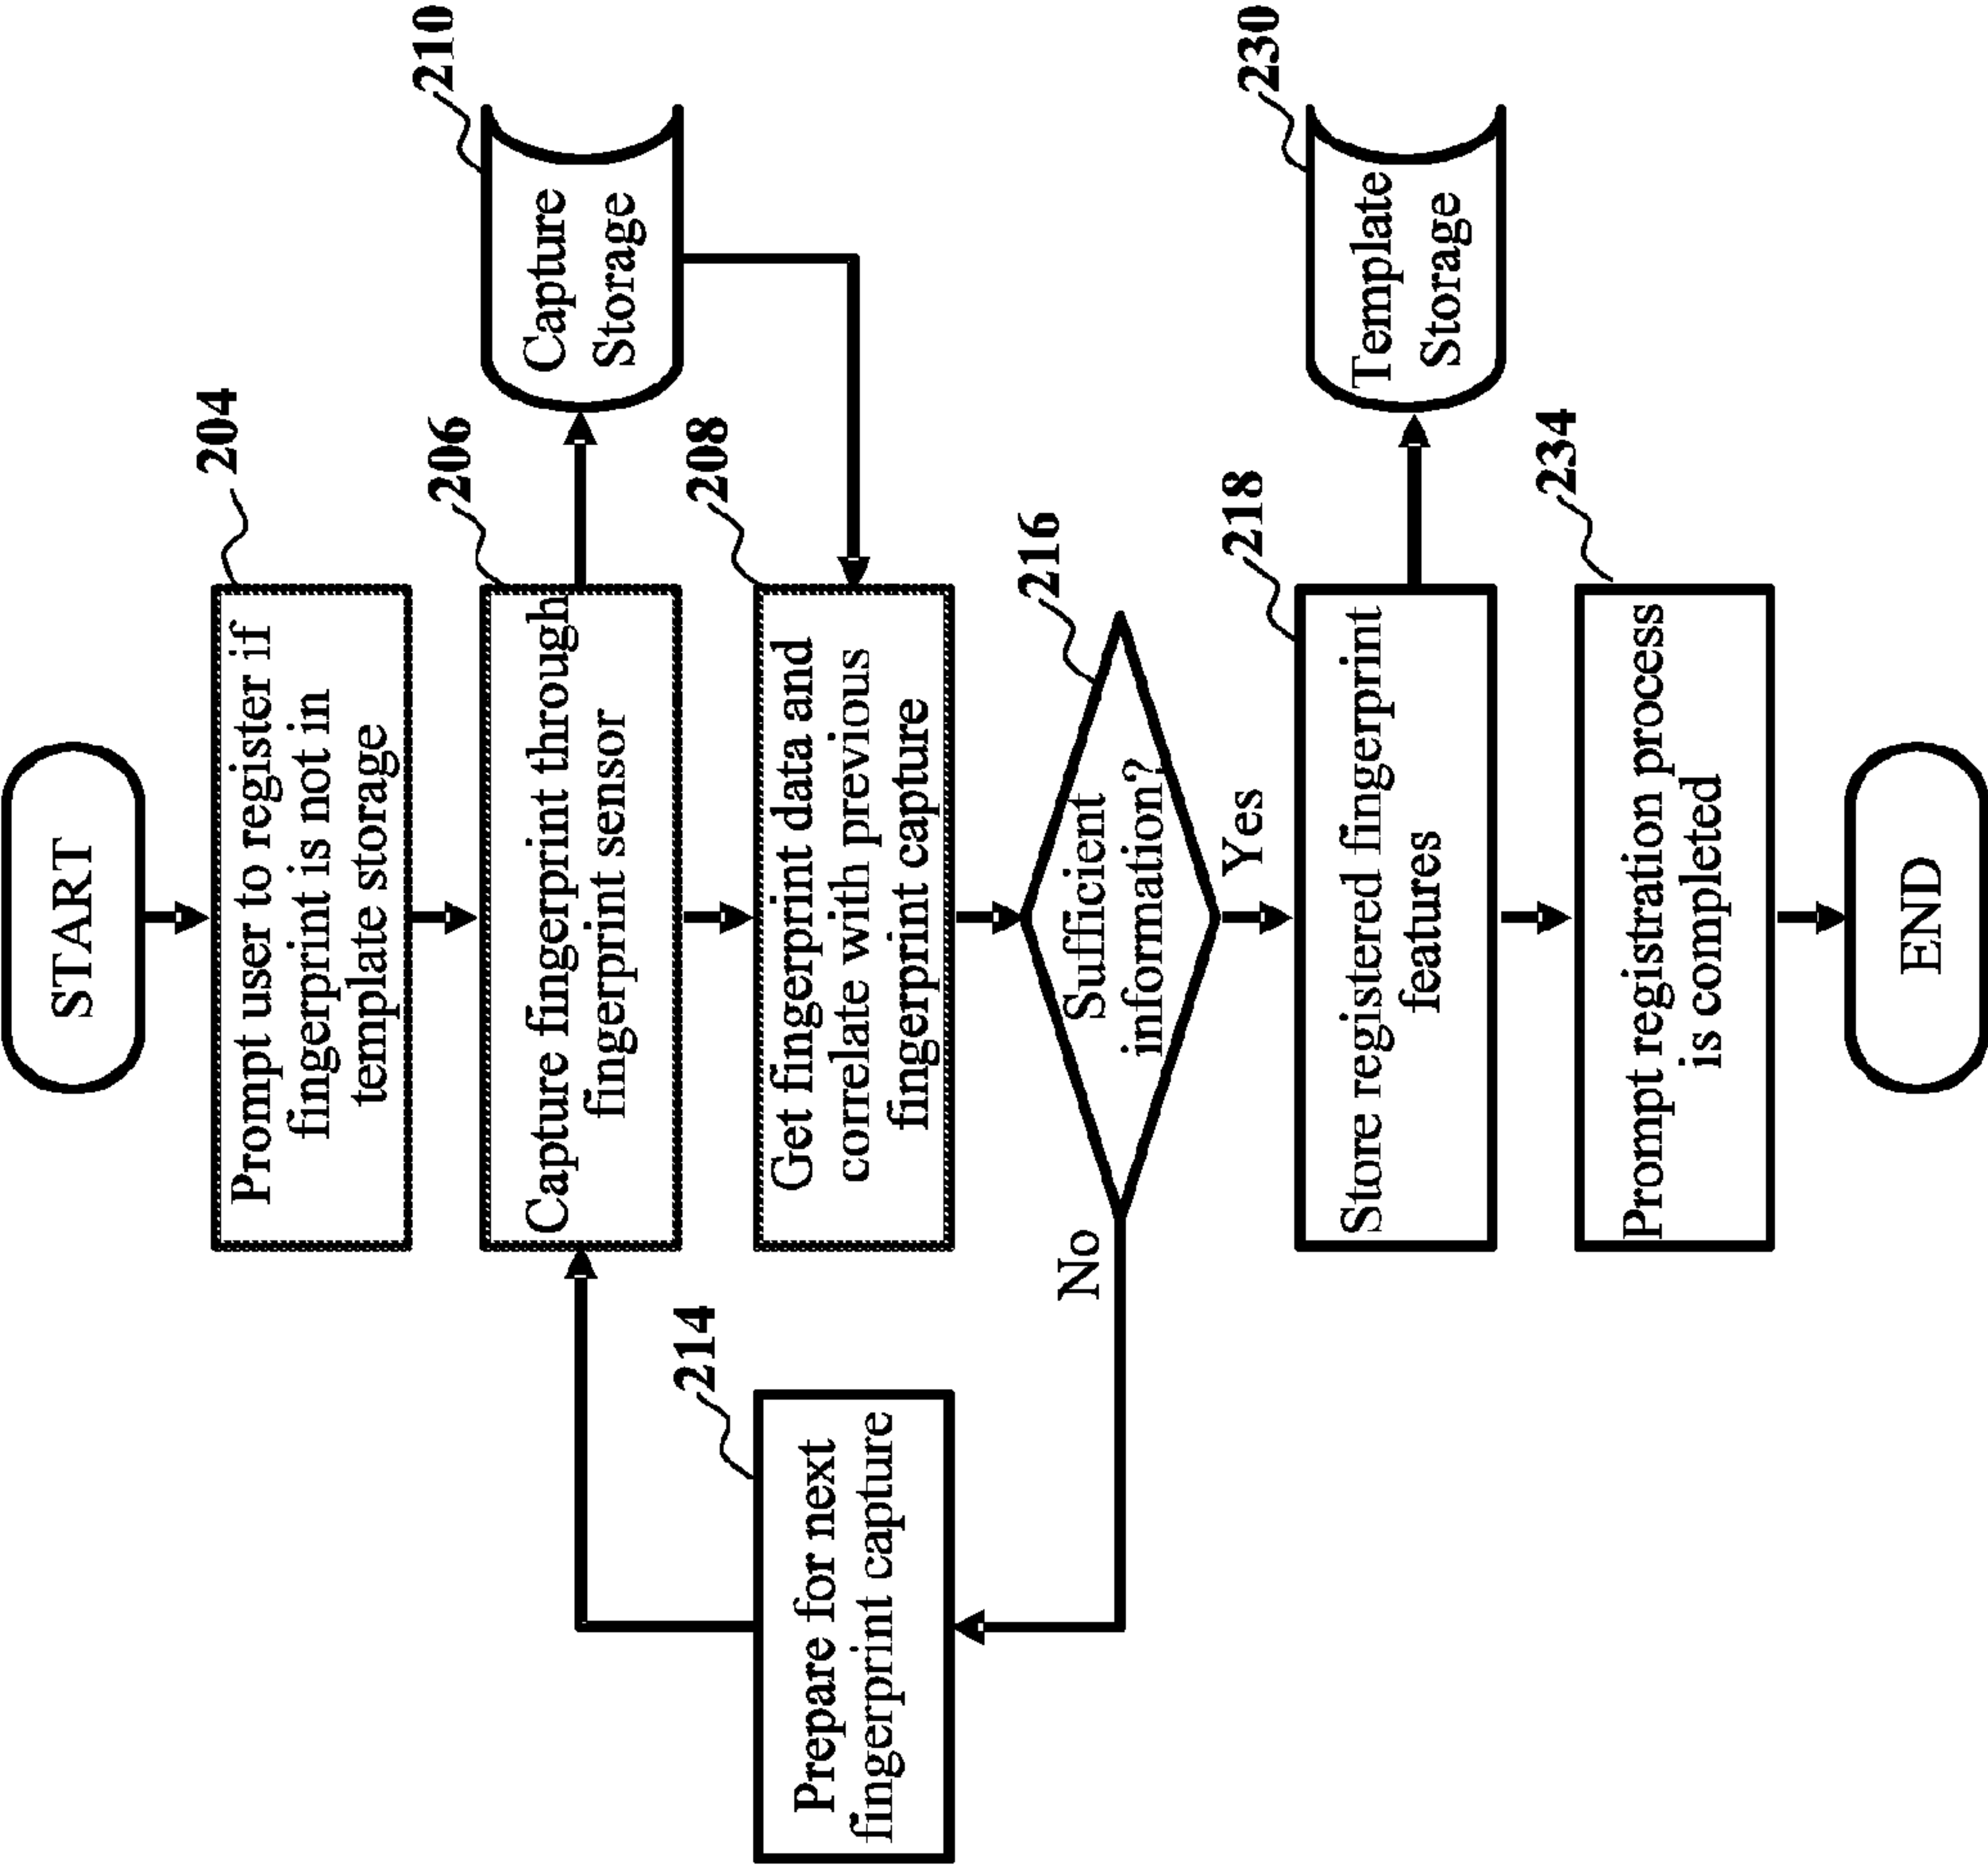 START
204
Prompt user to register if
fingerprint is not in
template storage
206
Capture fingerprint through
fingerprint sensor
210
Capture
Storage
208
Get fingerprint data and
correlate with previous
fingerprint capture
214
Prepare for next
fingerprint capture
216
Sufficient
information?
No
Yes
218
Store registered fingerprint
features
230
Template
Storage
234
Prompt registration process
is completed
END